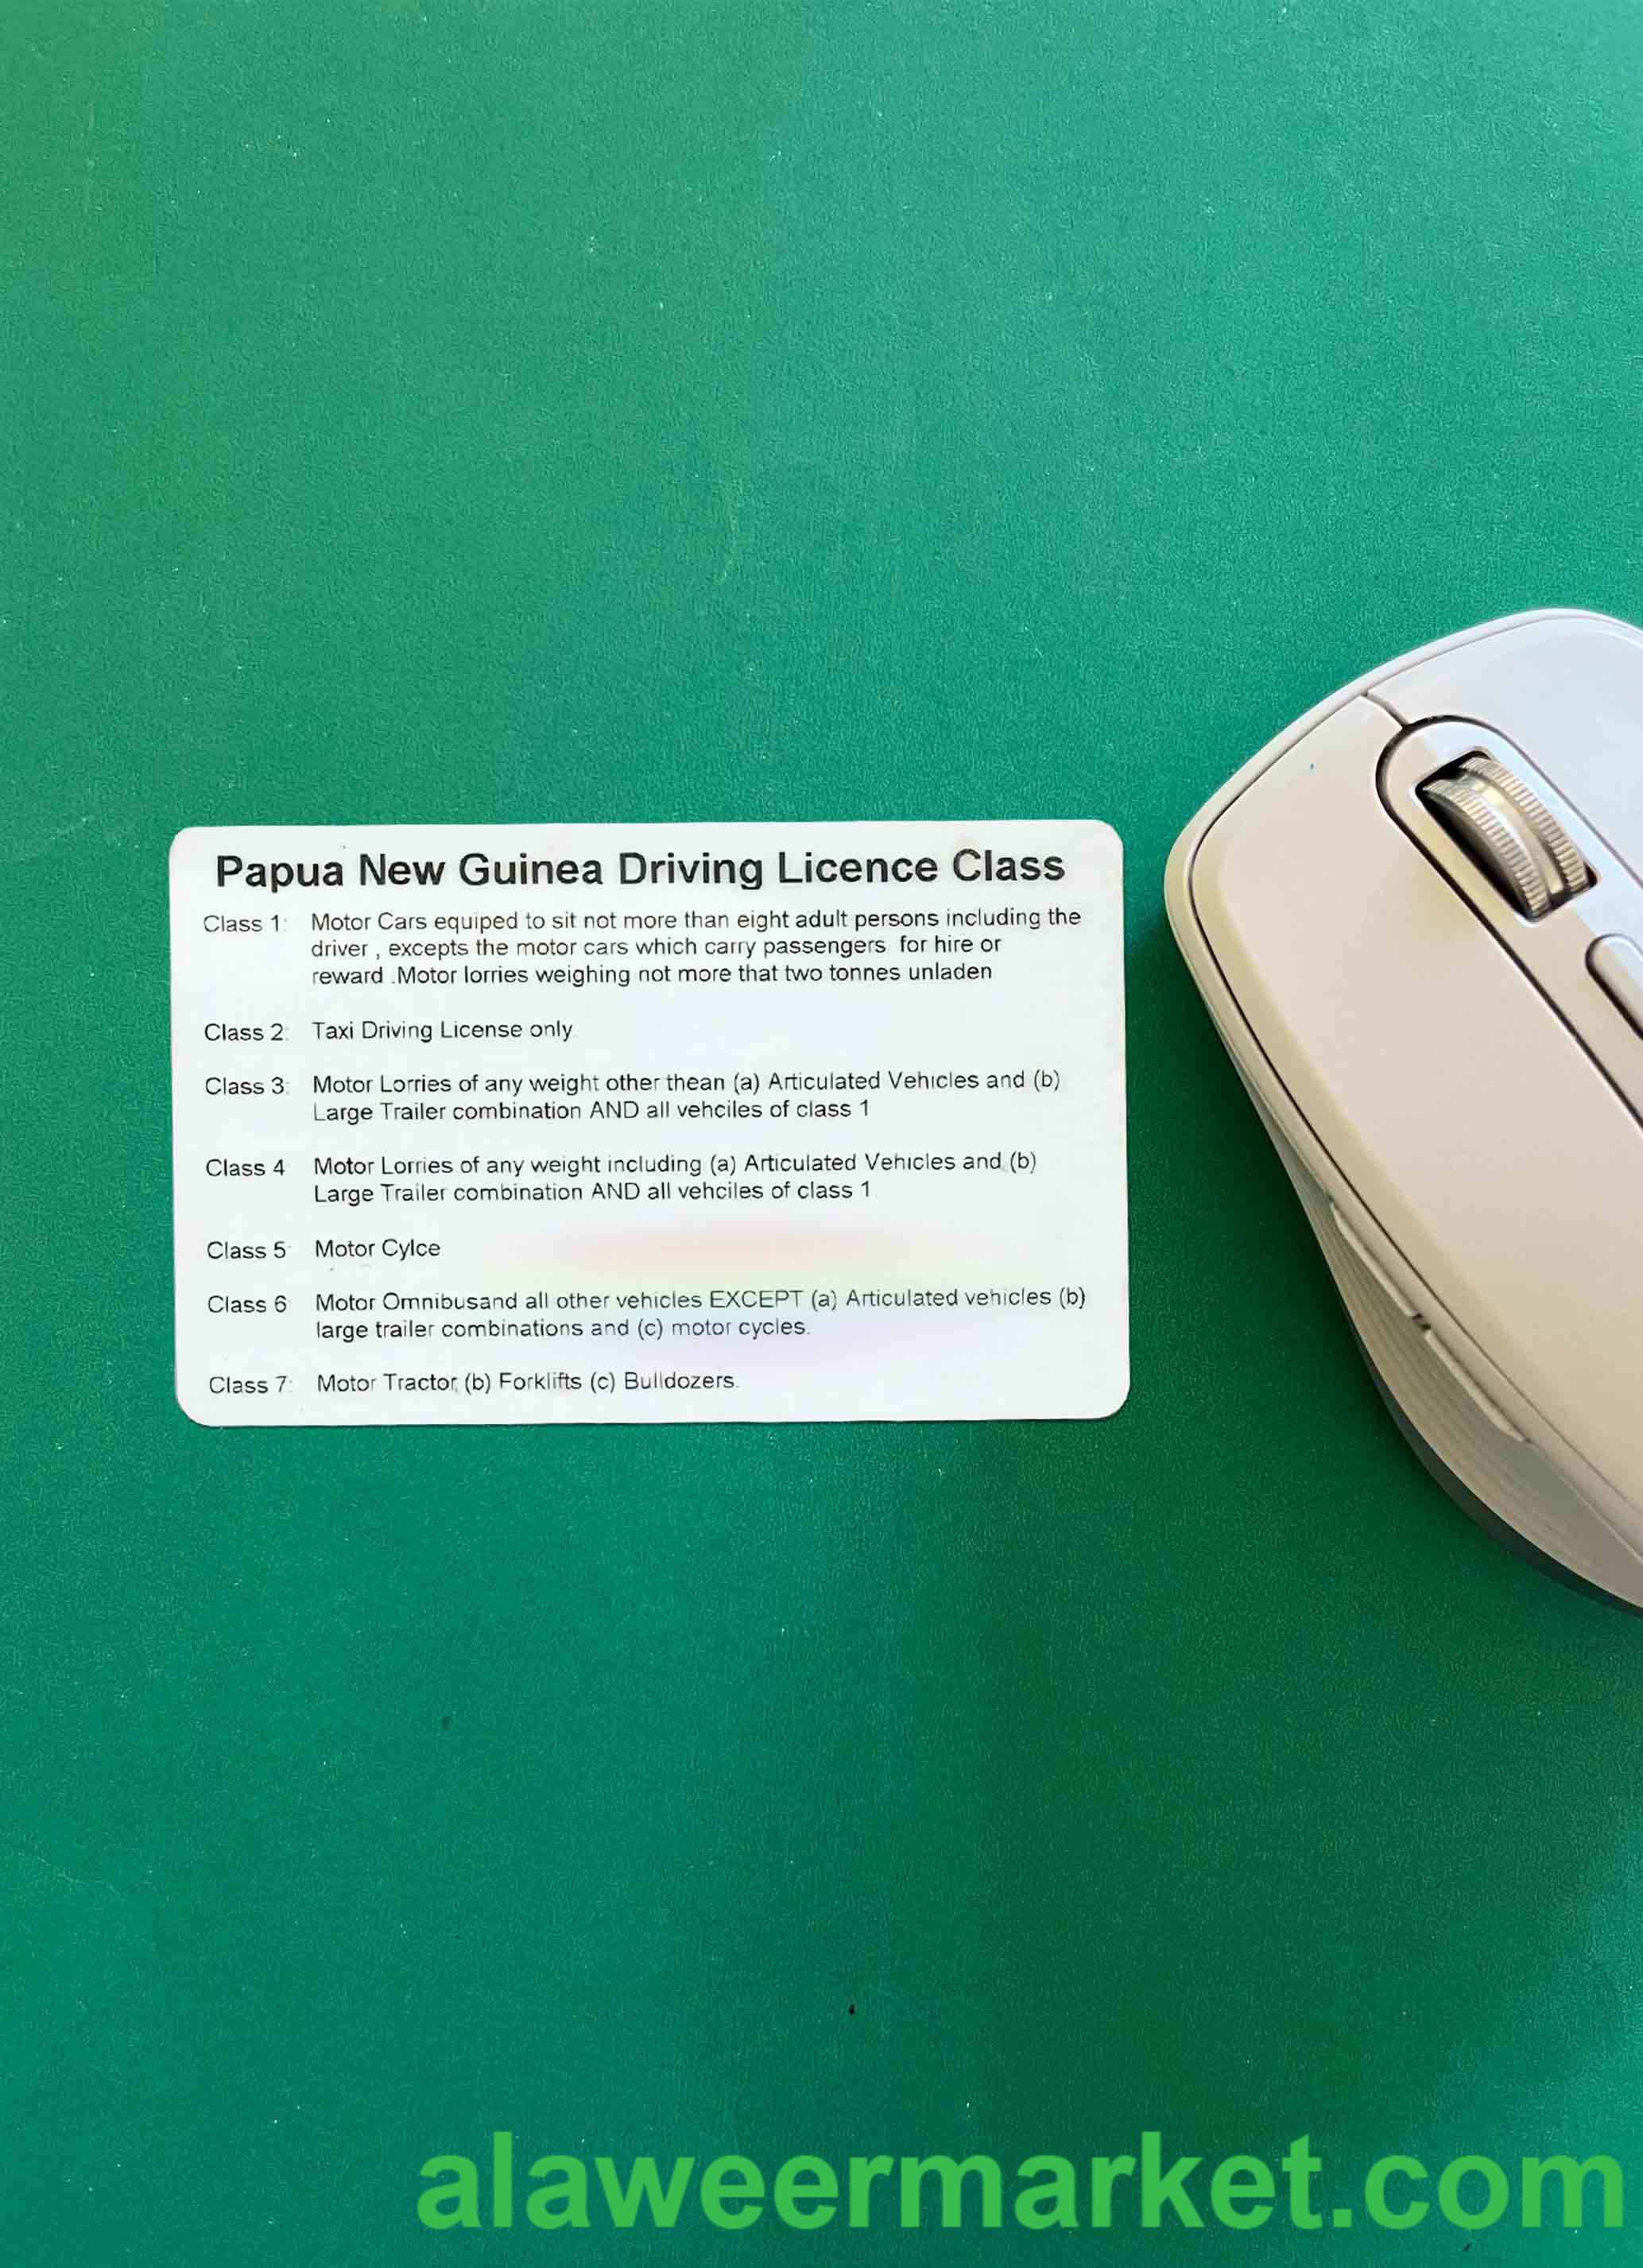 Papua New Guinea Driving Licence Class
Class 1: Motor Cars equiped to sit not more than eight adult persons including the
driver , excepts the motor cars which carry passengers for hire or
reward .Motor lorries weighing not more that two tonnes unladen
Class 2: Taxi Driving License only
Class 3: Motor Lorries of any weight other thean (a) Articulated Vehicles and (b)
Large Trailer combination AND all vehciles of class 1
Class 4 Motor Lorries of any weight including (a) Articulated Vehicles and (b)
Large Trailer combination AND all vehciles of class 1
Class 5 Motor Cylce
Class 6 Motor Omnibusand all other vehicles EXCEPT (a) Articulated vehicles (b)
large trailer combinations and (c) motor cycles.
Class 7: Motor Tractor, (b) Forklifts (c) Bulldozers.
alaweermarket.com